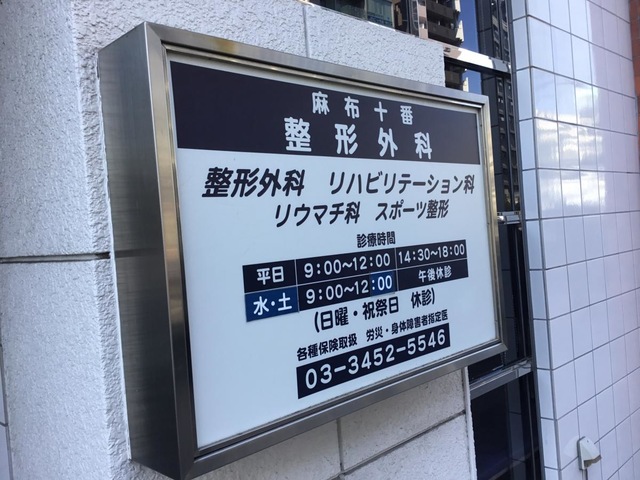 麻布十番
整形外科
整形外科 リハビリテーション科
リウマチ科 スポーツ整形
診療時間
平日 9:00〜12:00 14:30〜18:00
水・土 9:00〜12:00 午後休診
(日曜・祝祭日 休診)
各種保険取扱 労災・身体障害者指定医
03-3452-5546